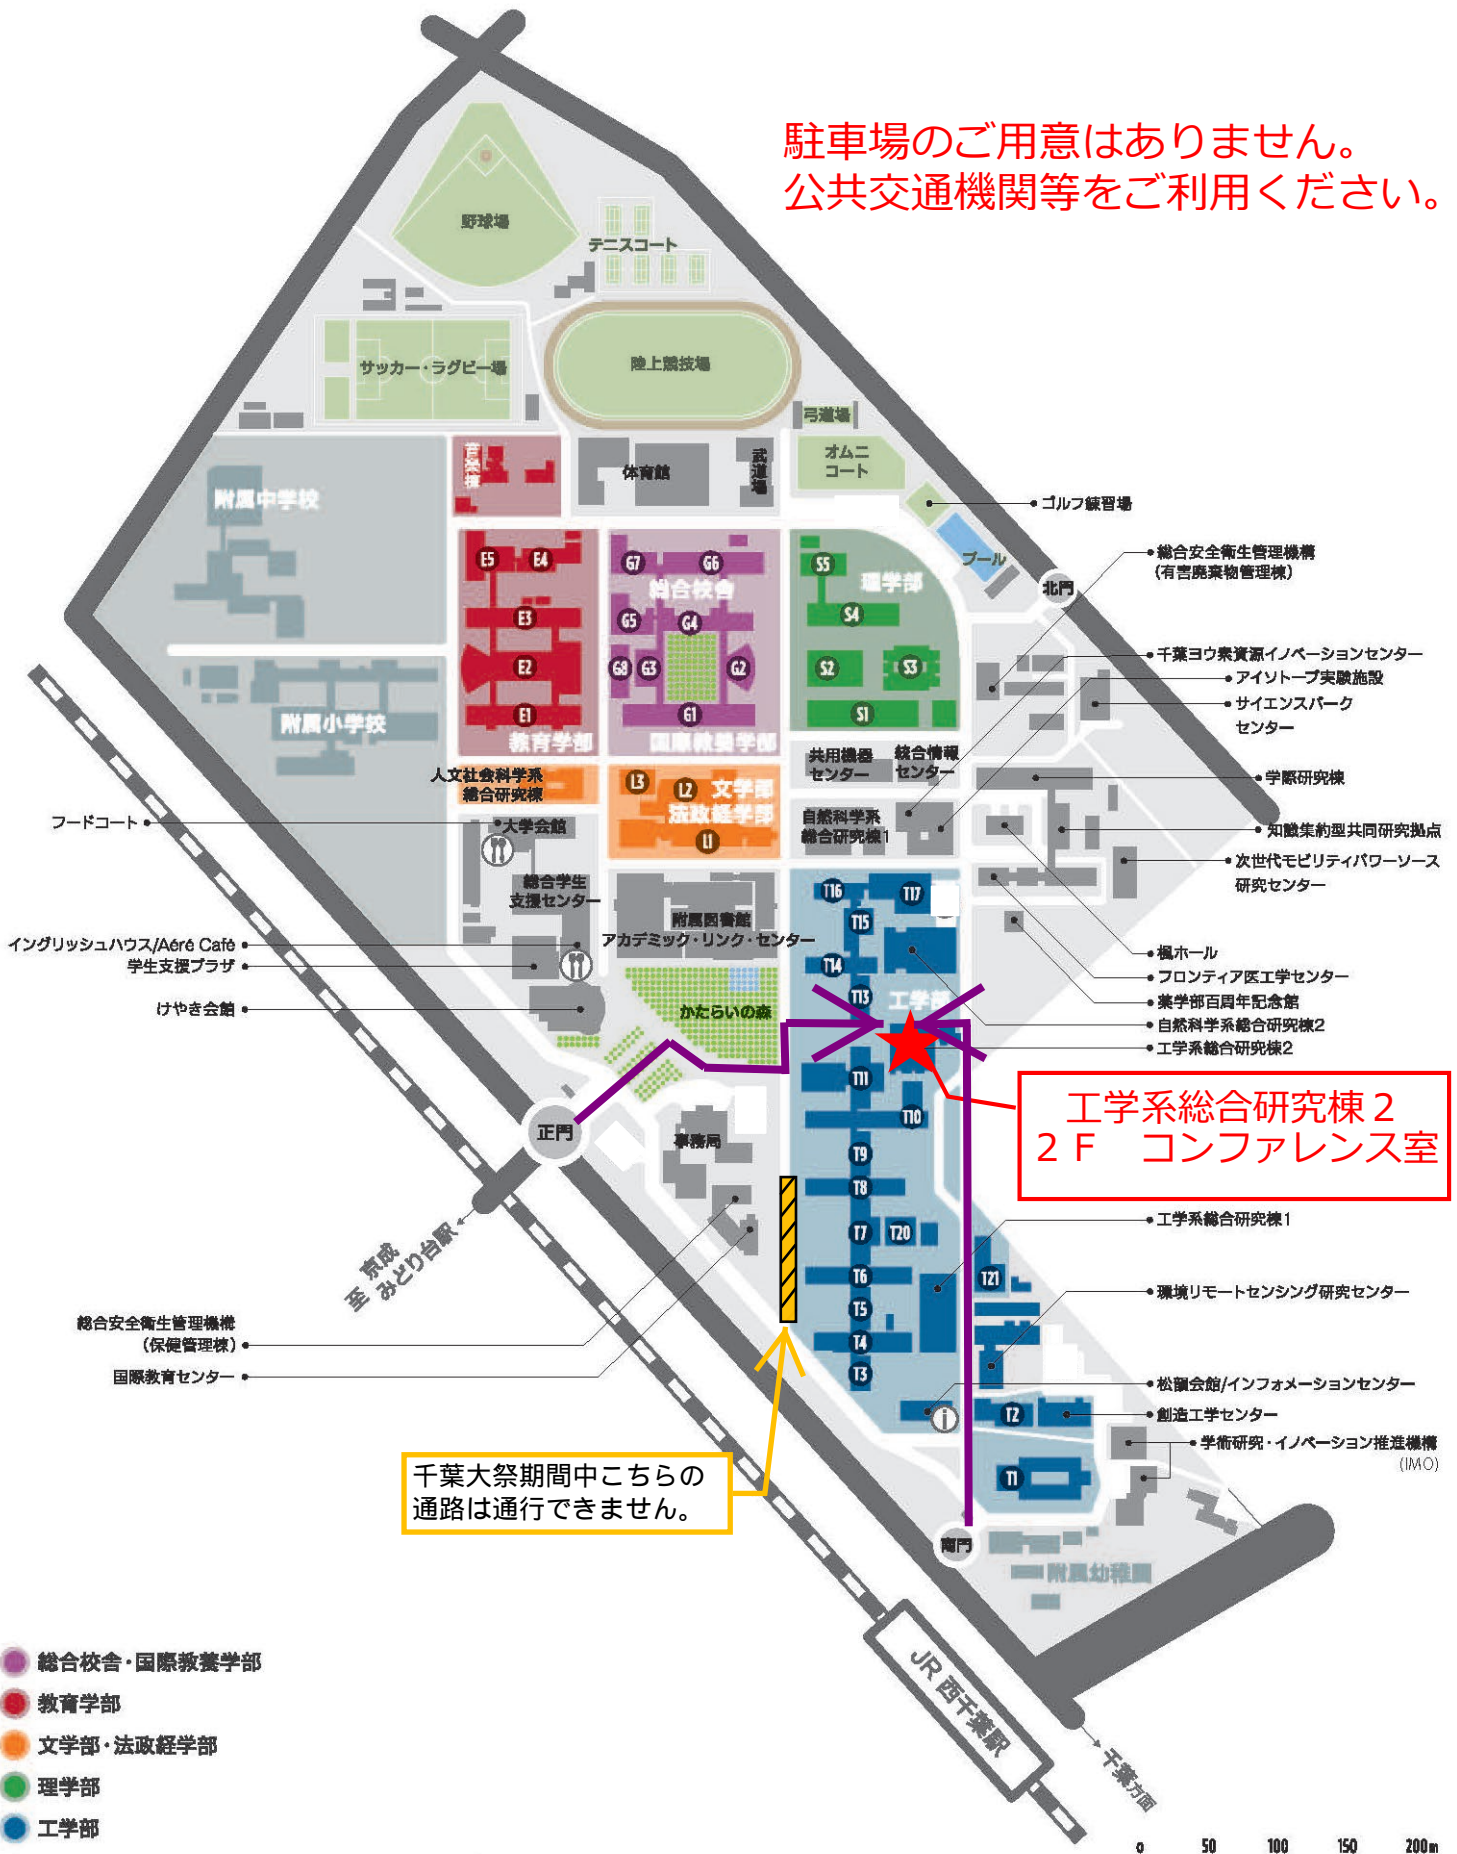 駐車場のご用意はありません。
公共交通機関等をご利用ください。
野球場
テニスコート
サッカー・ラグビー場
陸上競技場
弓道場
オムニ
コート
音楽棟
体育館
武道場
附属中学校
ゴルフ練習場
プール
北門
総合安全衛生管理機構
(有害廃棄物管理棟)
E5
E4
G7
G6
総合校舎
S5
理学部
E3
G5
G4
S4
千葉ヨウ素資源イノベーションセンター
E2
G8
G3
G2
S2
S3
アイソトープ実験施設
サイエンスパーク
センター
附属小学校
E1
教育学部
G1
国際教養学部
S1
人文社会科学系
総合研究棟
L3
L2
文学部
法政経学部
L1
共用機器
センター
統合情報
センター
学際研究棟
フードコート
大学会館
自然科学系
総合研究棟1
知識集約型共同研究拠点
次世代モビリティパワーソース
研究センター
総合学生
支援センター
附属図書館
アカデミック・リンク・センター
T16
T17
T15
T14
T13
工学部
イングリッシュハウス/Aéré Café
学生支援プラザ
けやき会館
かたらいの森
楓ホール
フロンティア医工学センター
薬学部百周年記念館
自然科学系総合研究棟2
工学系総合研究棟2
T11
T10
工学系総合研究棟2
2F コンファレンス室
正門
事務局
T9
T8
T7
T20
T6
T5
T4
T3
T21
工学系総合研究棟1
環境リモートセンシング研究センター
至 京成
みどり台駅
総合安全衛生管理機構
(保健管理棟)
国際教育センター
松韻会館/インフォメーションセンター
i
T2
創造工学センター
学術研究・イノベーション推進機構
(IMO)
T1
千葉大祭期間中こちらの
通路は通行できません。
南門
附属幼稚園
JR 西千葉駅
千葉方面
総合校舎・国際教養学部
教育学部
文学部・法政経学部
理学部
工学部
0 50 100 150 200m